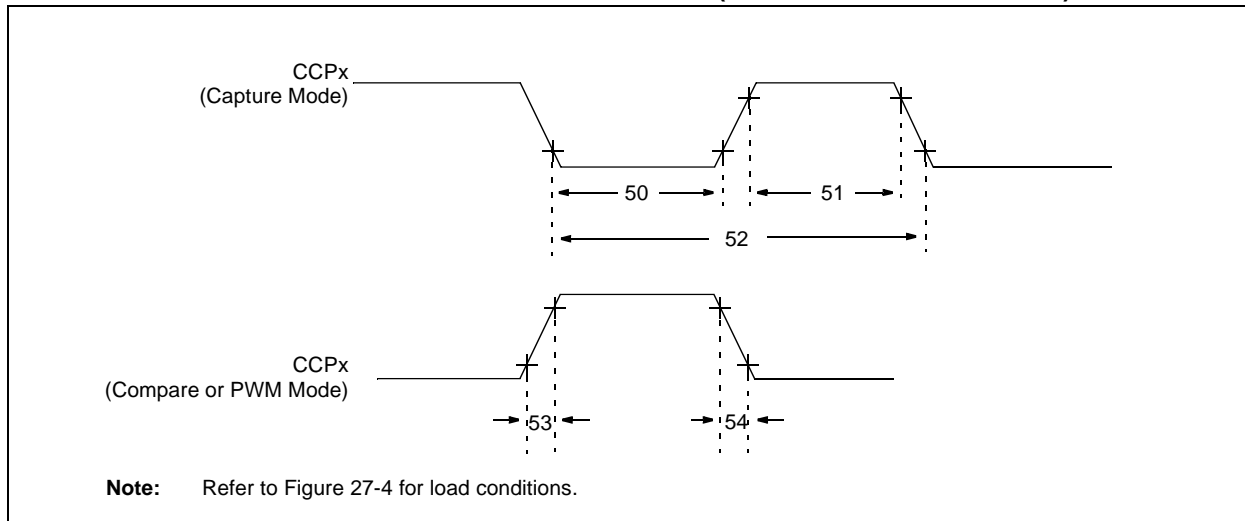 CCPx
(Capture Mode)
50
51
52
CCPx
(Compare or PWM Mode)
53
54
Note: Refer to Figure 27-4 for load conditions.